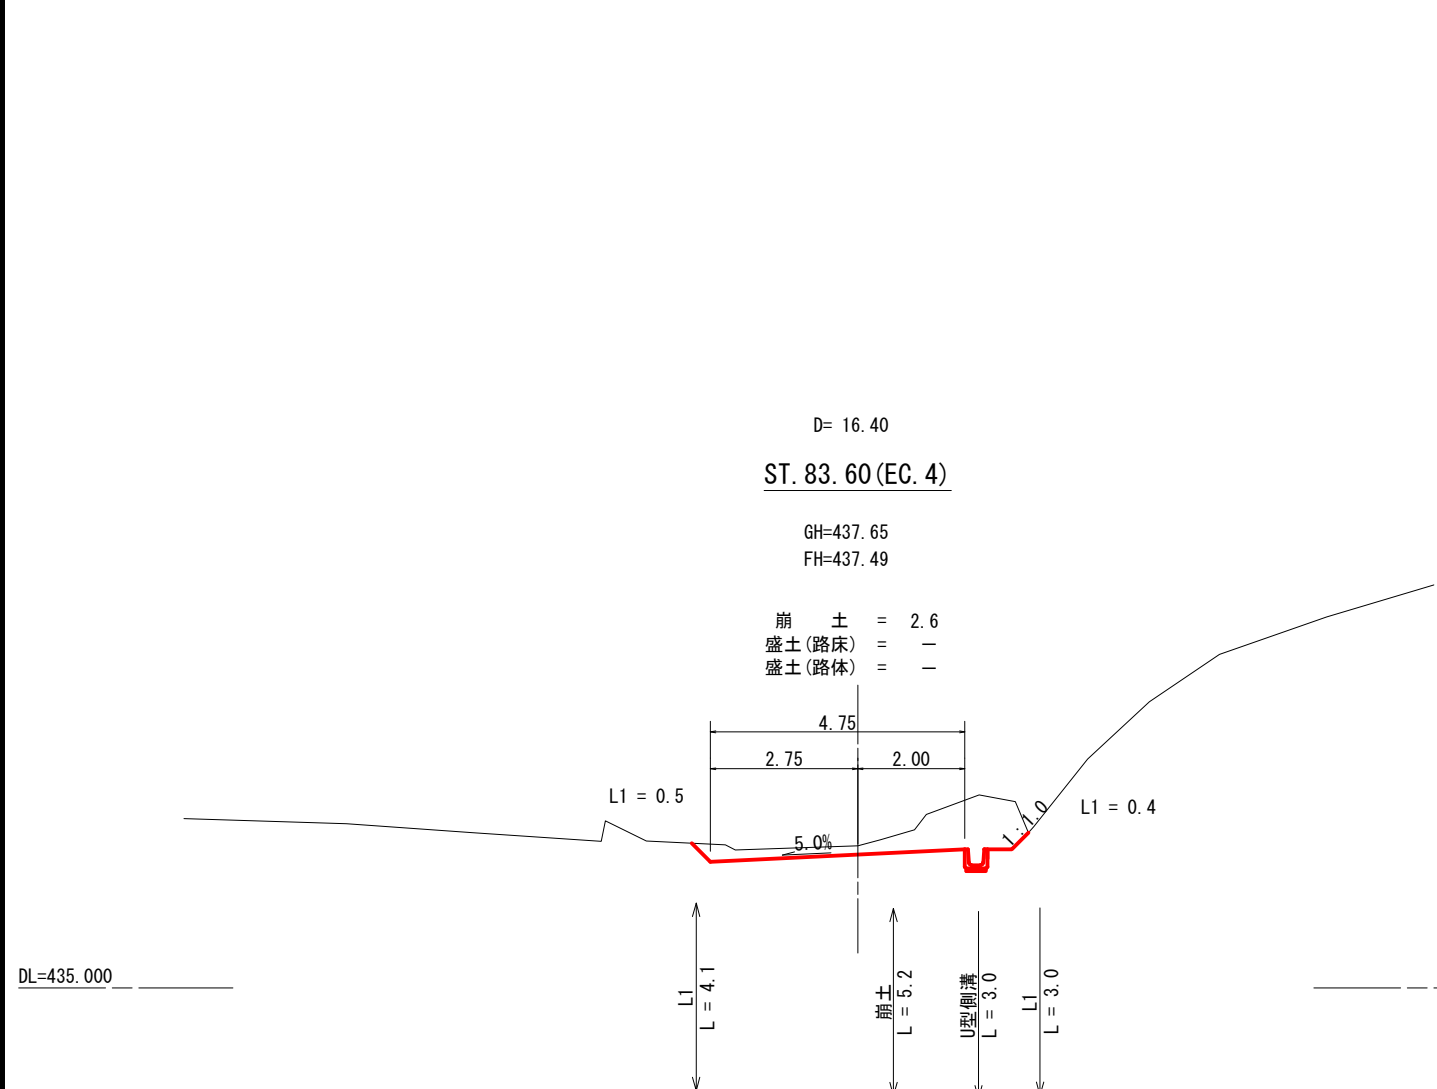 D= 16.40
ST.83.60(EC.4)
GH=437.65
FH=437.49
崩　土 = 2.6
盛土(路床) = －
盛土(路体) = －
4.75
2.75
2.00
L1 = 0.5
5.0%
1:1.0
L1 = 0.4
DL=435.000
L1
L = 4.1
崩土
L = 5.2
U型側溝
L = 3.0
L1
L = 3.0